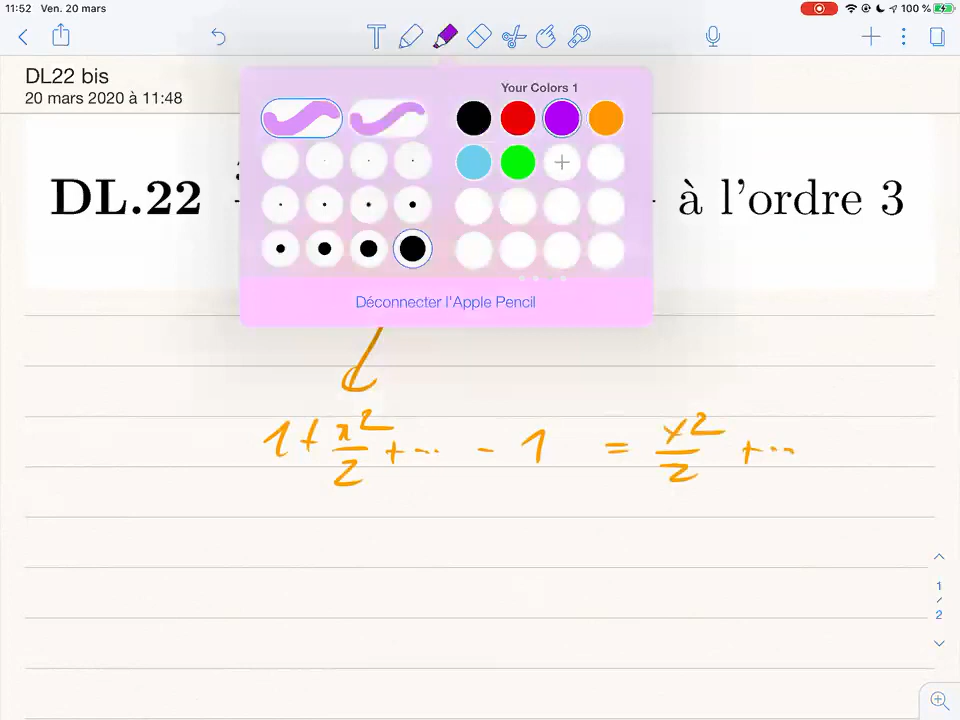 11:52 Ven. 20 mars 100 %
DL22 bis
20 mars 2020 à 11:48
Your Colors 1
DL.22 à l'ordre 3
Déconnecter l'Apple Pencil
1 + x²/2 + ... - 1 = x²/2 + ...
1
/
2